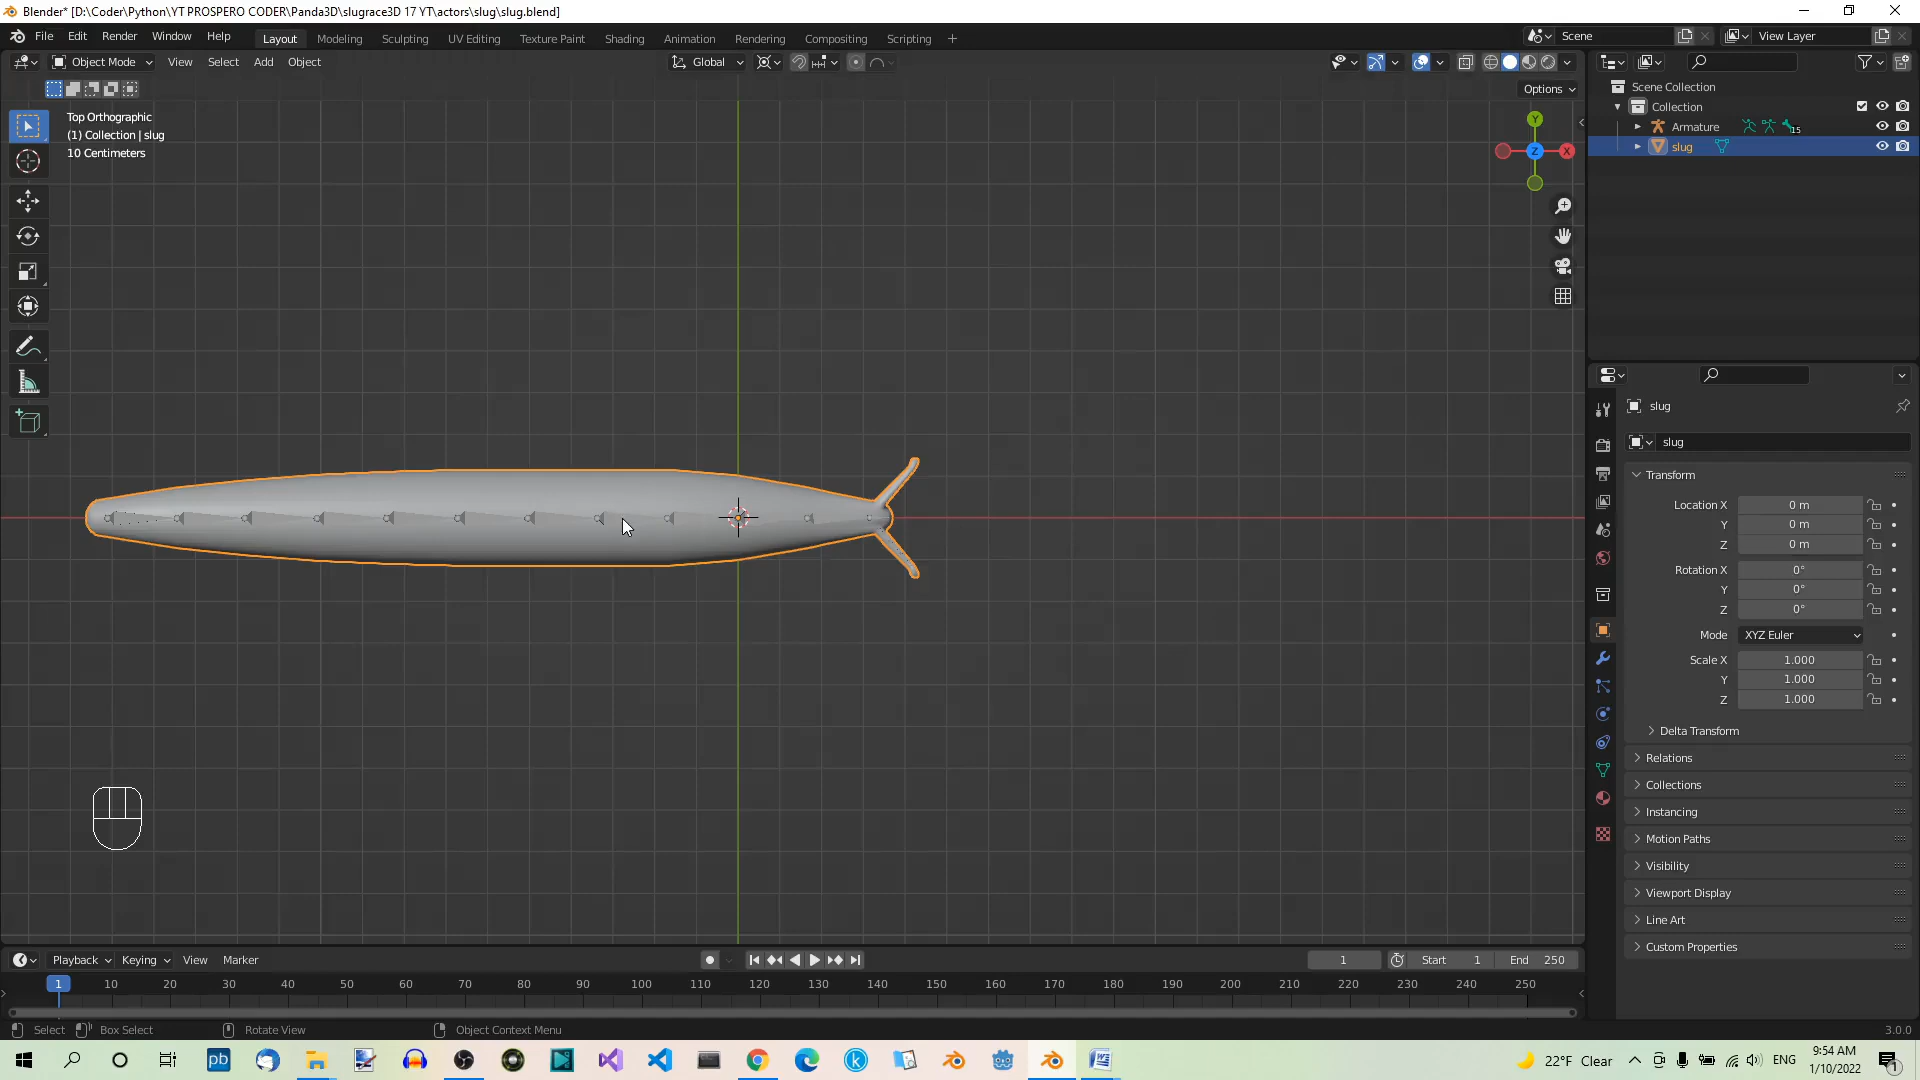 Blender* [D:\Coder\Python\YT PROSPERO CODER\Panda3D\slugrace3D 17 YT\actors\slug\slug.blend]
File Edit Render Window Help Layout Modeling Sculpting UV Editing Texture Paint Shading Animation Rendering Compositing Scripting + Scene View Layer
Object Mode View Select Add Object Global
Options
Top Orthographic
(1) Collection | slug
10 Centimeters
Y
Z X
Scene Collection
Collection
Armature 15
slug
slug
slug
Transform
Location X 0 m
Y 0 m
Z 0 m
Rotation X 0°
Y 0°
Z 0°
Mode XYZ Euler
Scale X 1.000
Y 1.000
Z 1.000
Delta Transform
Relations
Collections
Instancing
Motion Paths
Visibility
Viewport Display
Line Art
Custom Properties
Playback Keying View Marker 1 Start 1 End 250
1 10 20 30 40 50 60 70 80 90 100 110 120 130 140 150 160 170 180 190 200 210 220 230 240 250
Select Box Select Rotate View Object Context Menu 3.0.0
pb 22°F Clear ENG 9:54 AM
1/10/2022 1